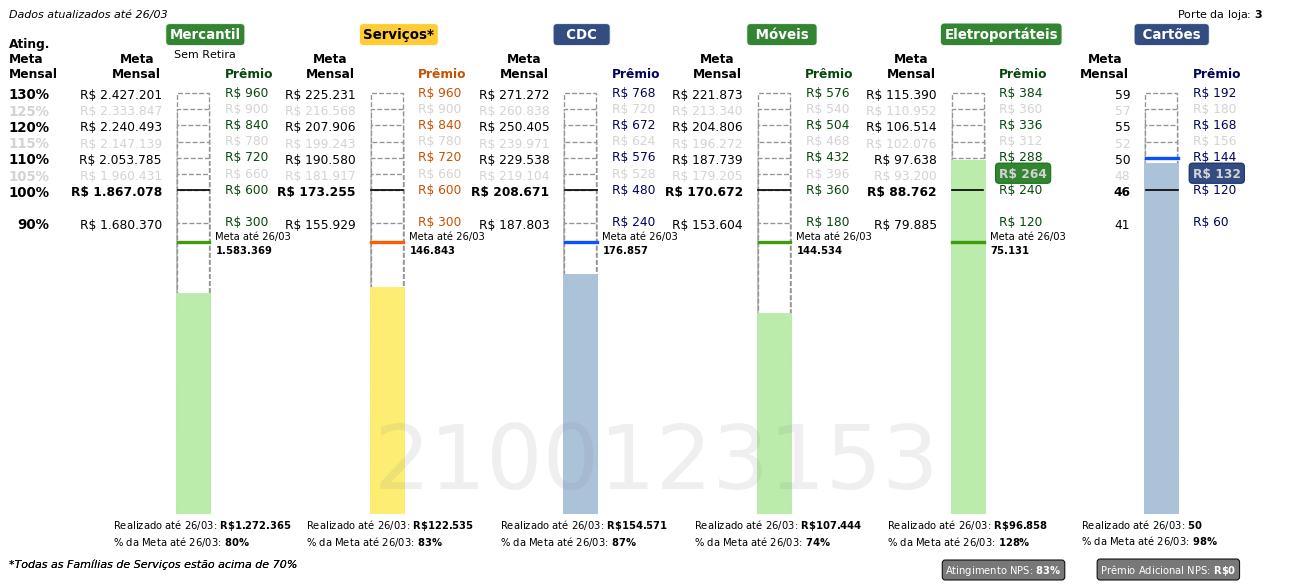 Dados atualizados até 26/03
Porte da loja: 3
Mercantil Serviços* CDC Móveis Eletroportáteis Cartões
Sem Retira
Ating. Meta Mensal
Meta Mensal Prêmio Meta Mensal Prêmio Meta Mensal Prêmio Meta Mensal Prêmio Meta Mensal Prêmio Meta Mensal Prêmio
130% R$ 2.427.201 R$ 960 R$ 225.231 R$ 960 R$ 271.272 R$ 768 R$ 221.873 R$ 576 R$ 115.390 R$ 384 59 R$ 192
125% R$ 2.333.847 R$ 900 R$ 216.568 R$ 900 R$ 260.838 R$ 720 R$ 213.340 R$ 540 R$ 110.952 R$ 360 57 R$ 180
120% R$ 2.240.493 R$ 840 R$ 207.906 R$ 840 R$ 250.405 R$ 672 R$ 204.806 R$ 504 R$ 106.514 R$ 336 55 R$ 168
115% R$ 2.147.139 R$ 780 R$ 199.243 R$ 780 R$ 239.971 R$ 624 R$ 196.272 R$ 468 R$ 102.076 R$ 312 52 R$ 156
110% R$ 2.053.785 R$ 720 R$ 190.580 R$ 720 R$ 229.538 R$ 576 R$ 187.739 R$ 432 R$ 97.638 R$ 288 50 R$ 144
105% R$ 1.960.431 R$ 660 R$ 181.917 R$ 660 R$ 219.104 R$ 528 R$ 179.205 R$ 396 R$ 93.200 R$ 264 48 R$ 132
100% R$ 1.867.078 R$ 600 R$ 173.255 R$ 600 R$ 208.671 R$ 480 R$ 170.672 R$ 360 R$ 88.762 R$ 240 46 R$ 120
90% R$ 1.680.370 R$ 300 R$ 155.929 R$ 300 R$ 187.803 R$ 240 R$ 153.604 R$ 180 R$ 79.885 R$ 120 41 R$ 60
Meta até 26/03 Meta até 26/03 Meta até 26/03 Meta até 26/03 Meta até 26/03
1.583.369 146.843 176.857 144.534 75.131
2100123153
Realizado até 26/03: R$1.272.365 Realizado até 26/03: R$122.535 Realizado até 26/03: R$154.571 Realizado até 26/03: R$107.444 Realizado até 26/03: R$96.858 Realizado até 26/03: 50
% da Meta até 26/03: 80% % da Meta até 26/03: 83% % da Meta até 26/03: 87% % da Meta até 26/03: 74% % da Meta até 26/03: 128% % da Meta até 26/03: 98%
*Todas as Famílias de Serviços estão acima de 70%
Atingimento NPS: 83% Prêmio Adicional NPS: R$0